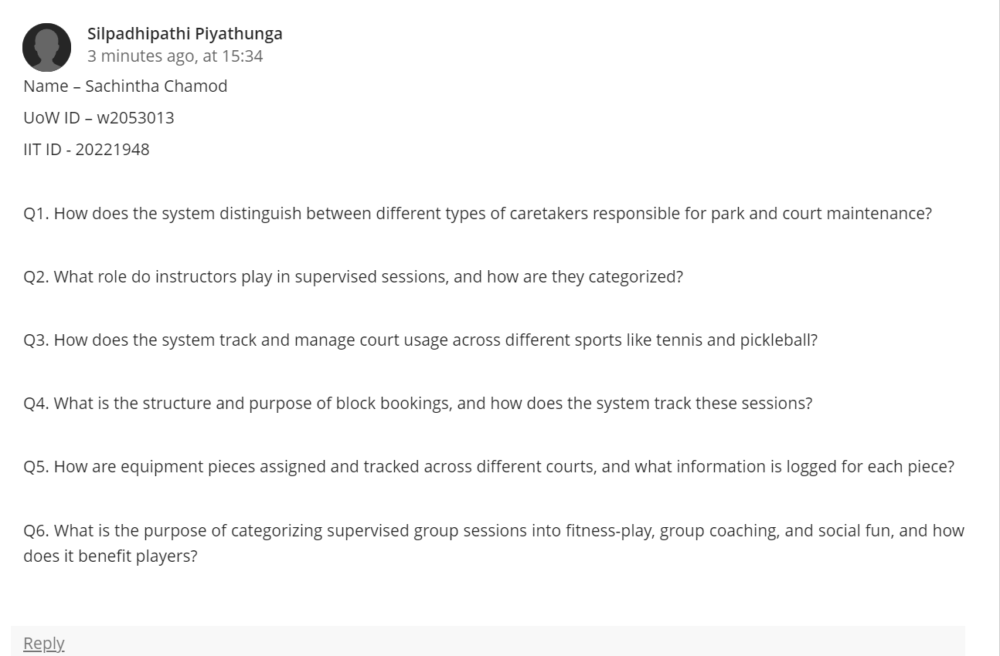 Silpadhipathi Piyathunga
3 minutes ago, at 15:34
Name – Sachintha Chamod
UoW ID – w2053013
IIT ID - 20221948
Q1. How does the system distinguish between different types of caretakers responsible for park and court maintenance?
Q2. What role do instructors play in supervised sessions, and how are they categorized?
Q3. How does the system track and manage court usage across different sports like tennis and pickleball?
Q4. What is the structure and purpose of block bookings, and how does the system track these sessions?
Q5. How are equipment pieces assigned and tracked across different courts, and what information is logged for each piece?
Q6. What is the purpose of categorizing supervised group sessions into fitness-play, group coaching, and social fun, and how
does it benefit players?
Reply